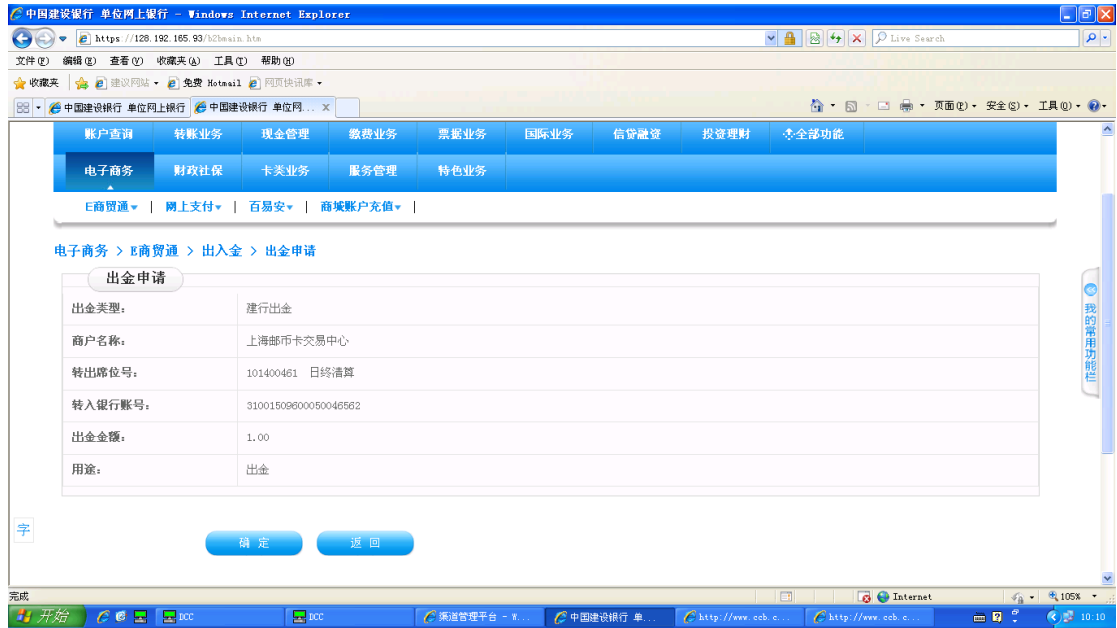 中国建设银行 单位网上银行 - Windows Internet Explorer
https://128.192.165.93/b2bmain.htm
Live Search
文件(F) 编辑(E) 查看(V) 收藏夹(A) 工具(T) 帮助(H)
收藏夹 建议网站 免费 Hotmail 网页快讯库
中国建设银行 单位网上银行 中国建设银行 单位网... X 页面(P) 安全(S) 工具(O)
账户查询 转账业务 现金管理 缴费业务 票据业务 国际业务 信贷融资 投资理财 全部功能
电子商务 财政社保 卡类业务 服务管理 特色业务
E商贸通 | 网上支付 | 百易安 | 商城账户充值 |
电子商务 > E商贸通 > 出入金 > 出金申请
出金申请
出金类型: 建行出金
商户名称: 上海邮币卡交易中心
转出席位号: 101400461 日终清算
转入银行账号: 31001509600050046562
出金金额: 1.00
用途: 出金
我的常用功能栏
字
确定 返回
完成 Internet 105%
开始 DCC DCC 渠道管理平台 - W... 中国建设银行 单... http://www.ccb.c... http://www.ccb.c... 10:10